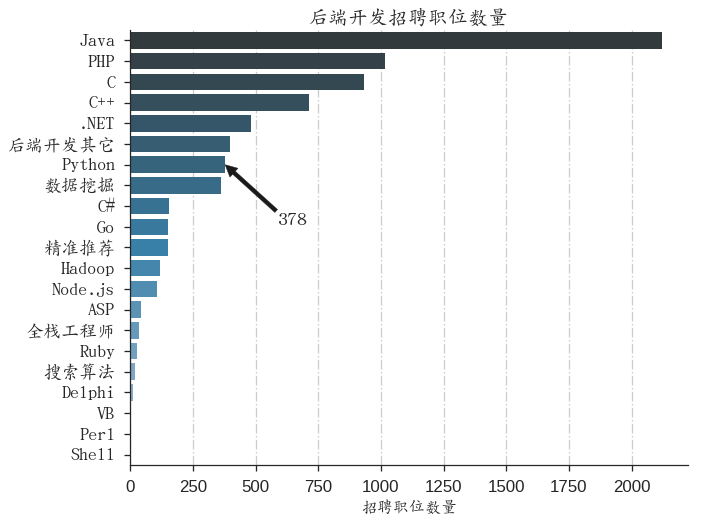 后端开发招聘职位数量
Java
PHP
C
C++
.NET
后端开发其它
Python
数据挖掘
378
C#
Go
精准推荐
Hadoop
Node.js
ASP
全栈工程师
Ruby
搜索算法
Delphi
VB
Perl
Shell
0 250 500 750 1000 1250 1500 1750 2000
招聘职位数量